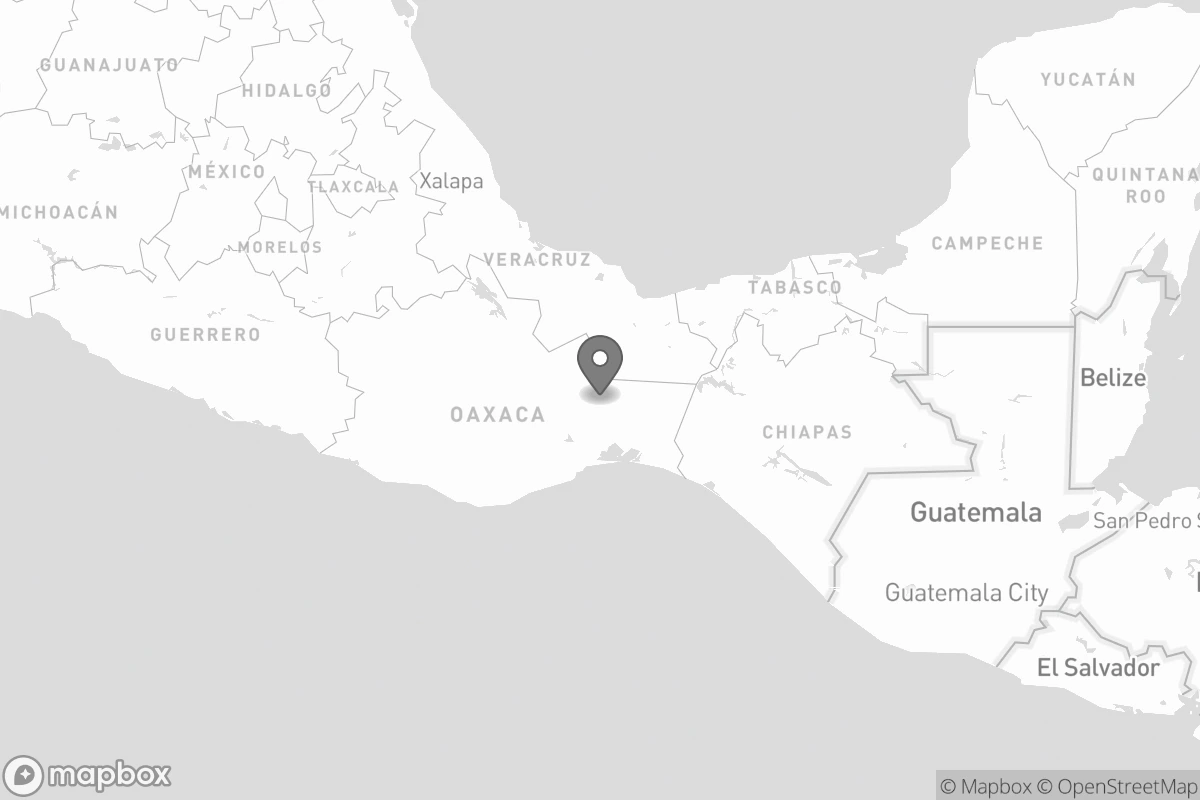 GUANAJUATO
HIDALGO
YUCATÁN
MÉXICO
TLAXCALA
Xalapa
QUINTANA
ROO
MICHOACÁN
MORELOS
VERACRUZ
CAMPECHE
TABASCO
GUERRERO
Belize
OAXACA
CHIAPAS
Guatemala
San Pedro S
Guatemala City
El Salvador
mapbox
© Mapbox © OpenStreetMap